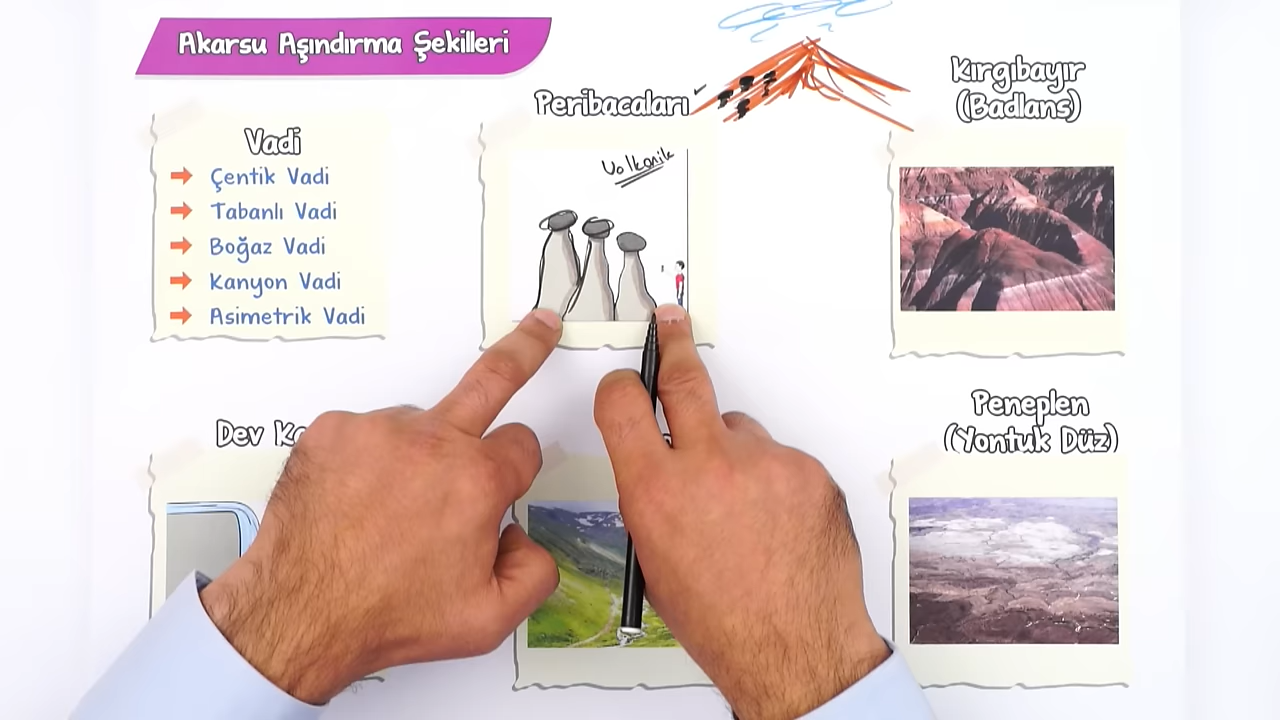 Akarsu Aşındırma Şekilleri
Vadi
Çentik Vadi
Tabanlı Vadi
Boğaz Vadi
Kanyon Vadi
Asimetrik Vadi
Peribacaları
Volkanik
Kırgıbayır
(Badlans)
Dev
Peneplen
(Yontuk Düz)